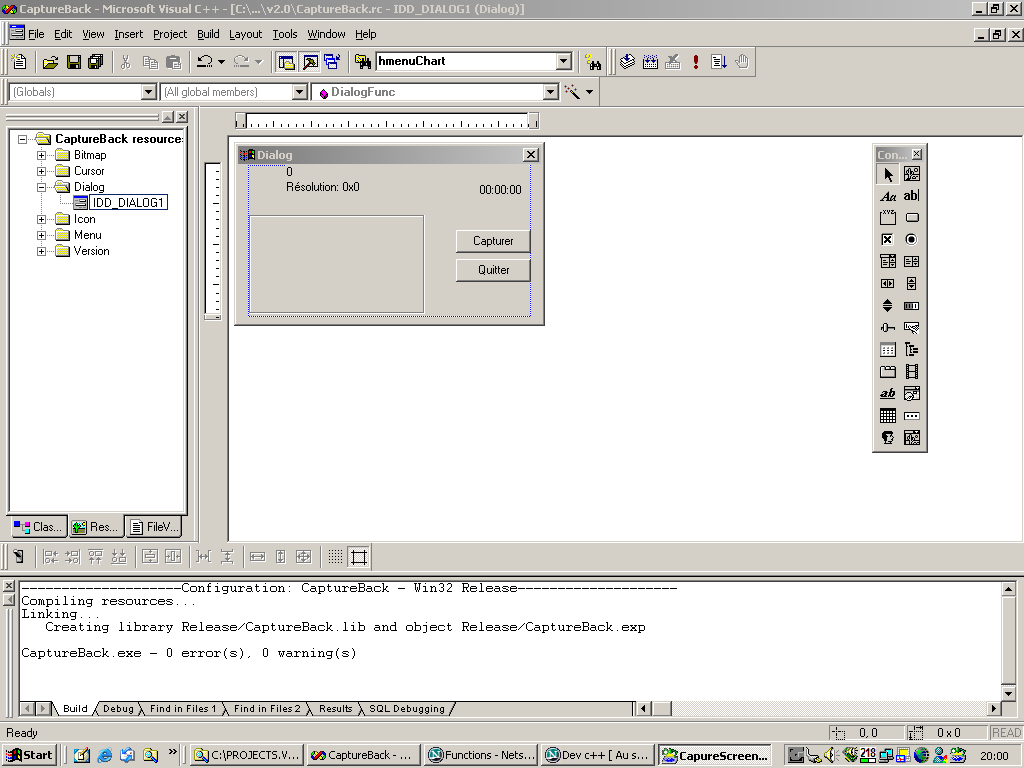 CaptureBack - Microsoft Visual C++ - [C:\...\v2.0\CaptureBack.rc - IDD_DIALOG1 (Dialog)]
File Edit View Insert Project Build Layout Tools Window Help
hmenuChart
(Globals) (All global members) DialogFunc
CaptureBack resource
Bitmap
Cursor
Dialog
IDD_DIALOG1
Icon
Menu
Version
Clas... Res... FileV...
Dialog
0
Résolution: 0x0
00:00:00
Capturer
Quitter
Con...
Aa ab|
XYZ
ab
--------------------Configuration: CaptureBack - Win32 Release--------------------
Compiling resources...
Linking...
Creating library Release/CaptureBack.lib and object Release/CaptureBack.exp
CaptureBack.exe - 0 error(s), 0 warning(s)
Build Debug Find in Files 1 Find in Files 2 Results SQL Debugging
Ready 0, 0 0 x 0 READ
Start » C:\PROJECTS.V... CaptureBack - ... Functions - Nets... Dev c++ [ Au s... CapureScreen... 218 20:00